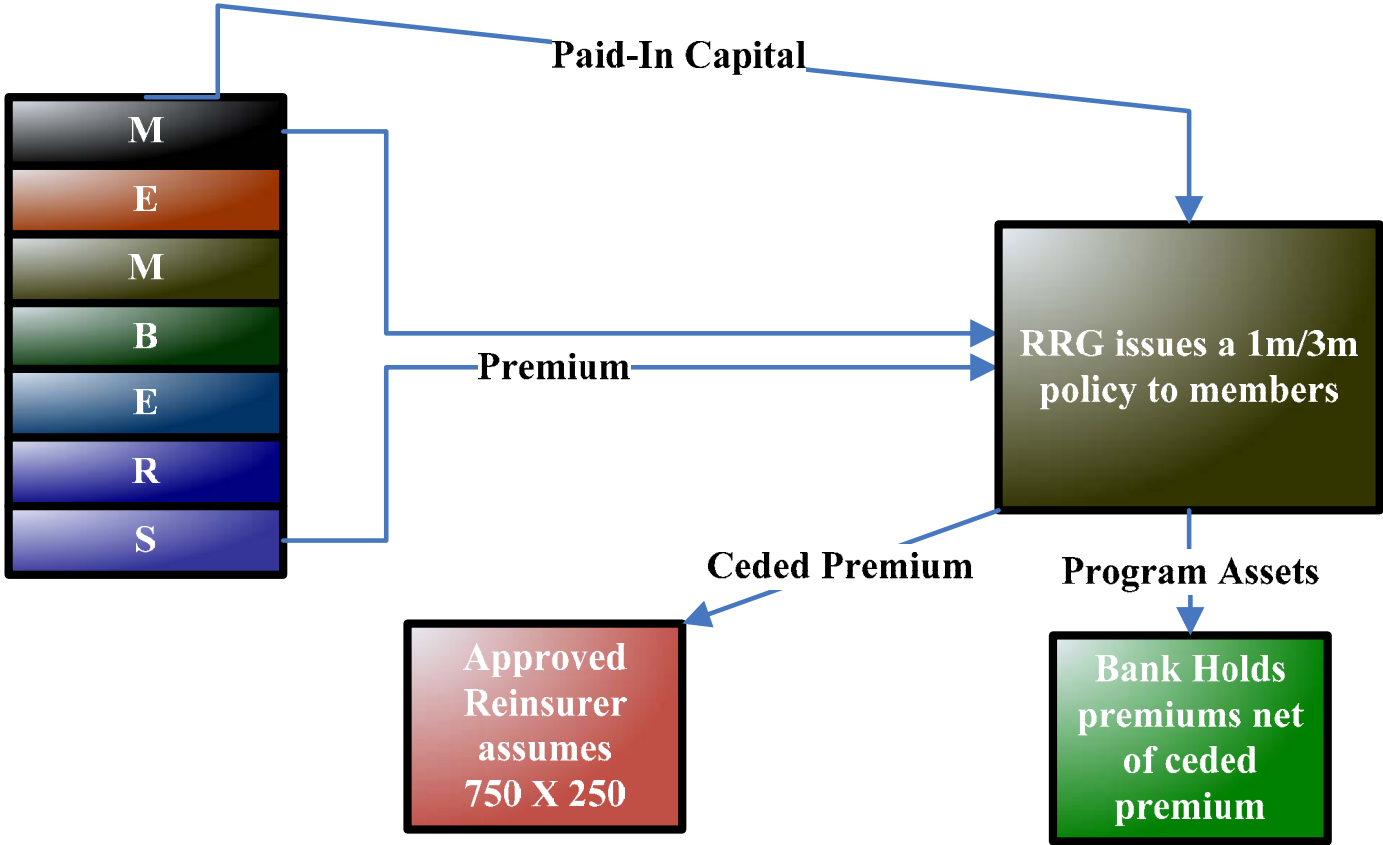 Paid-In Capital
M
E
M
B
E
R
S
Premium
RRG issues a 1m/3m
policy to members
Ceded Premium
Program Assets
Approved
Reinsurer
assumes
750 X 250
Bank Holds
premiums net
of ceded
premium